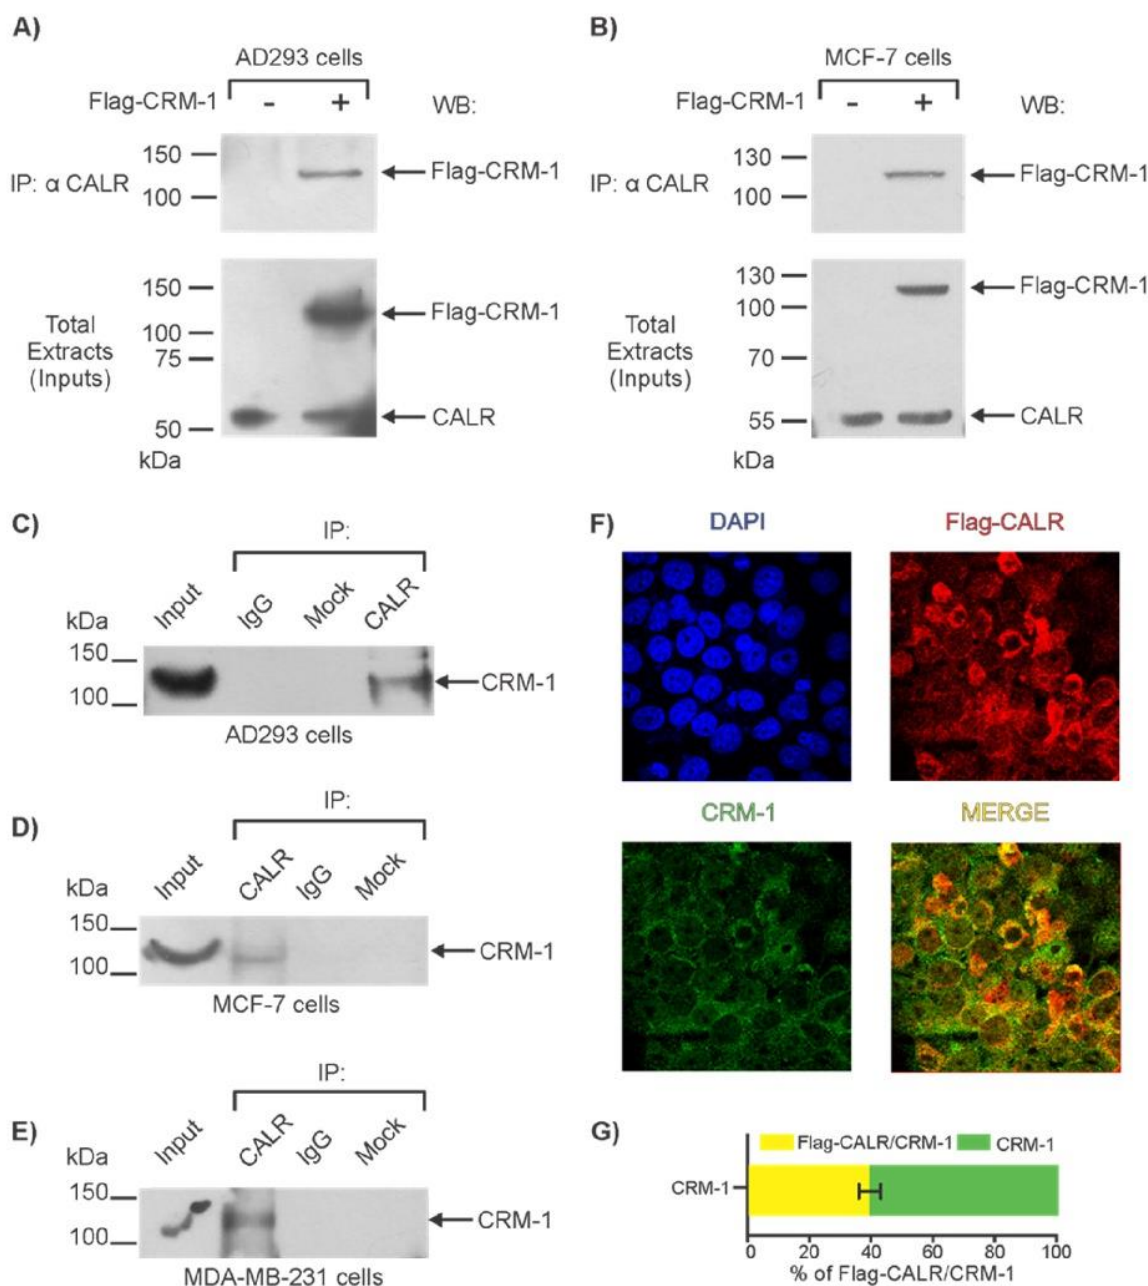 A)
AD293 cells
Flag-CRM-1 - + WB:
150
IP: α CALR
100
Flag-CRM-1
150
100
75
50
kDa
Total
Extracts
(Inputs)
Flag-CRM-1
CALR
B)
MCF-7 cells
Flag-CRM-1 - + WB:
130
IP: α CALR
100
Flag-CRM-1
130
100
70
55
kDa
Total
Extracts
(Inputs)
Flag-CRM-1
CALR
C)
IP:
kDa
Input IgG Mock CALR
150
100
CRM-1
AD293 cells
D)
IP:
kDa
Input CALR IgG Mock
150
100
CRM-1
MCF-7 cells
E)
IP:
kDa
Input CALR IgG Mock
150
100
CRM-1
MDA-MB-231 cells
F)
DAPI
Flag-CALR
CRM-1
MERGE
G)
Flag-CALR/CRM-1 CRM-1
CRM-1
0 20 40 60 80 100
% of Flag-CALR/CRM-1